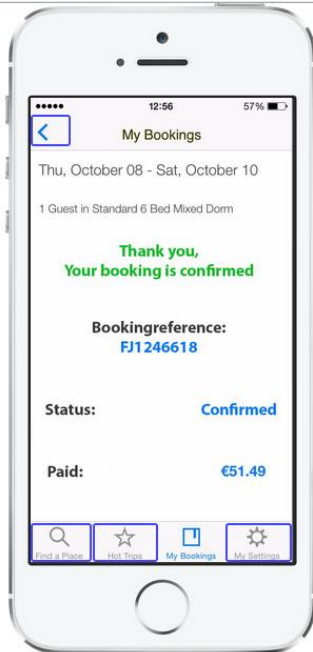 12:56 57%
My Bookings
Thu, October 08 - Sat, October 10
1 Guest in Standard 6 Bed Mixed Dorm
Thank you,
Your booking is confirmed
Bookingreference:
FJ1246618
Status: Confirmed
Paid: €51.49
Find a Place Hot Trips My Bookings My Settings